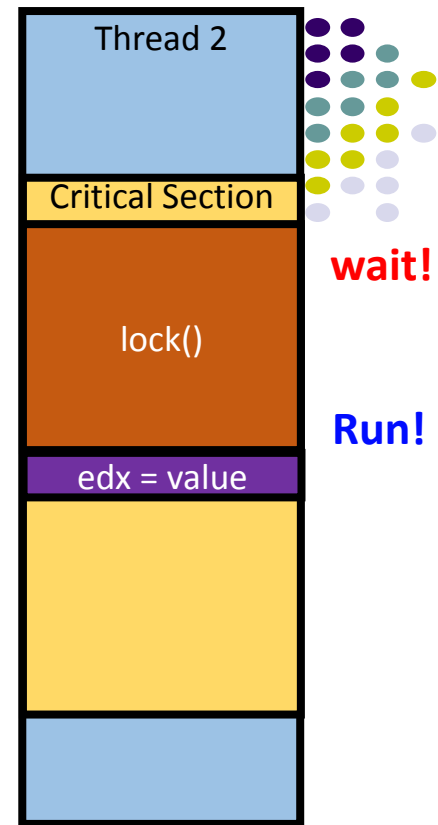 Thread 2
Critical Section
wait!
lock()
Run!
edx = value